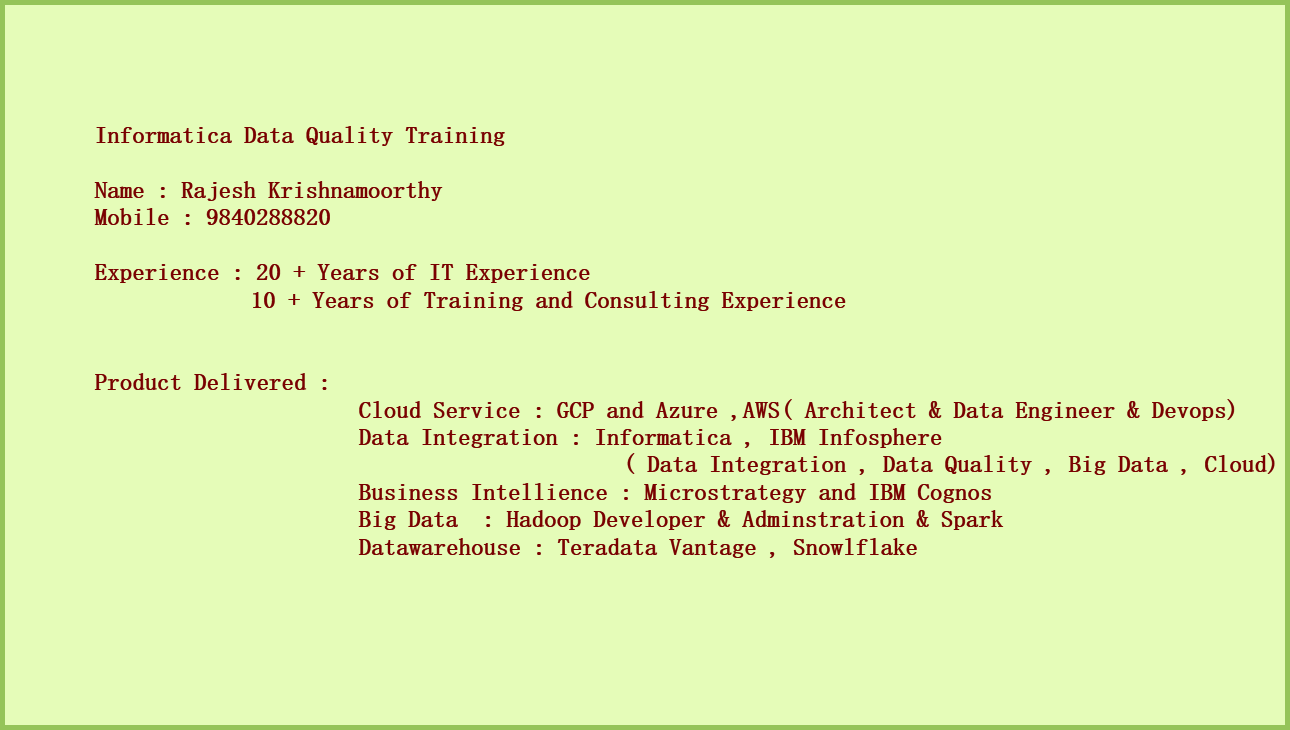 Informatica Data Quality Training
Name : Rajesh Krishnamoorthy
Mobile : 9840288820
Experience : 20 + Years of IT Experience
10 + Years of Training and Consulting Experience
Product Delivered :
Cloud Service : GCP and Azure ,AWS( Architect & Data Engineer & Devops)
Data Integration : Informatica , IBM Infosphere
( Data Integration , Data Quality , Big Data , Cloud)
Business Intellience : Microstrategy and IBM Cognos
Big Data : Hadoop Developer & Adminstration & Spark
Datawarehouse : Teradata Vantage , Snowlflake